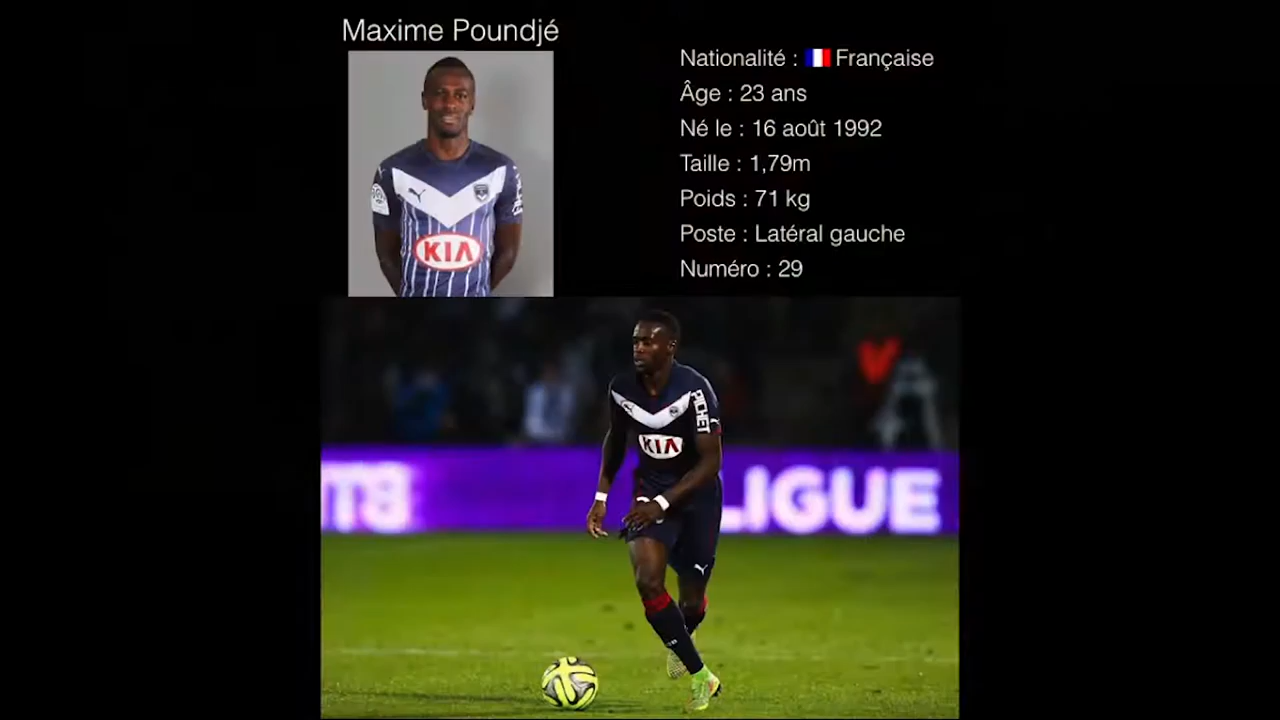 Maxime Poundjé
Nationalité : 🇫🇷 Française
Âge : 23 ans
Né le : 16 août 1992
Taille : 1,79m
Poids : 71 kg
Poste : Latéral gauche
Numéro : 29
KIA
PICHET
KIA
LIGUE